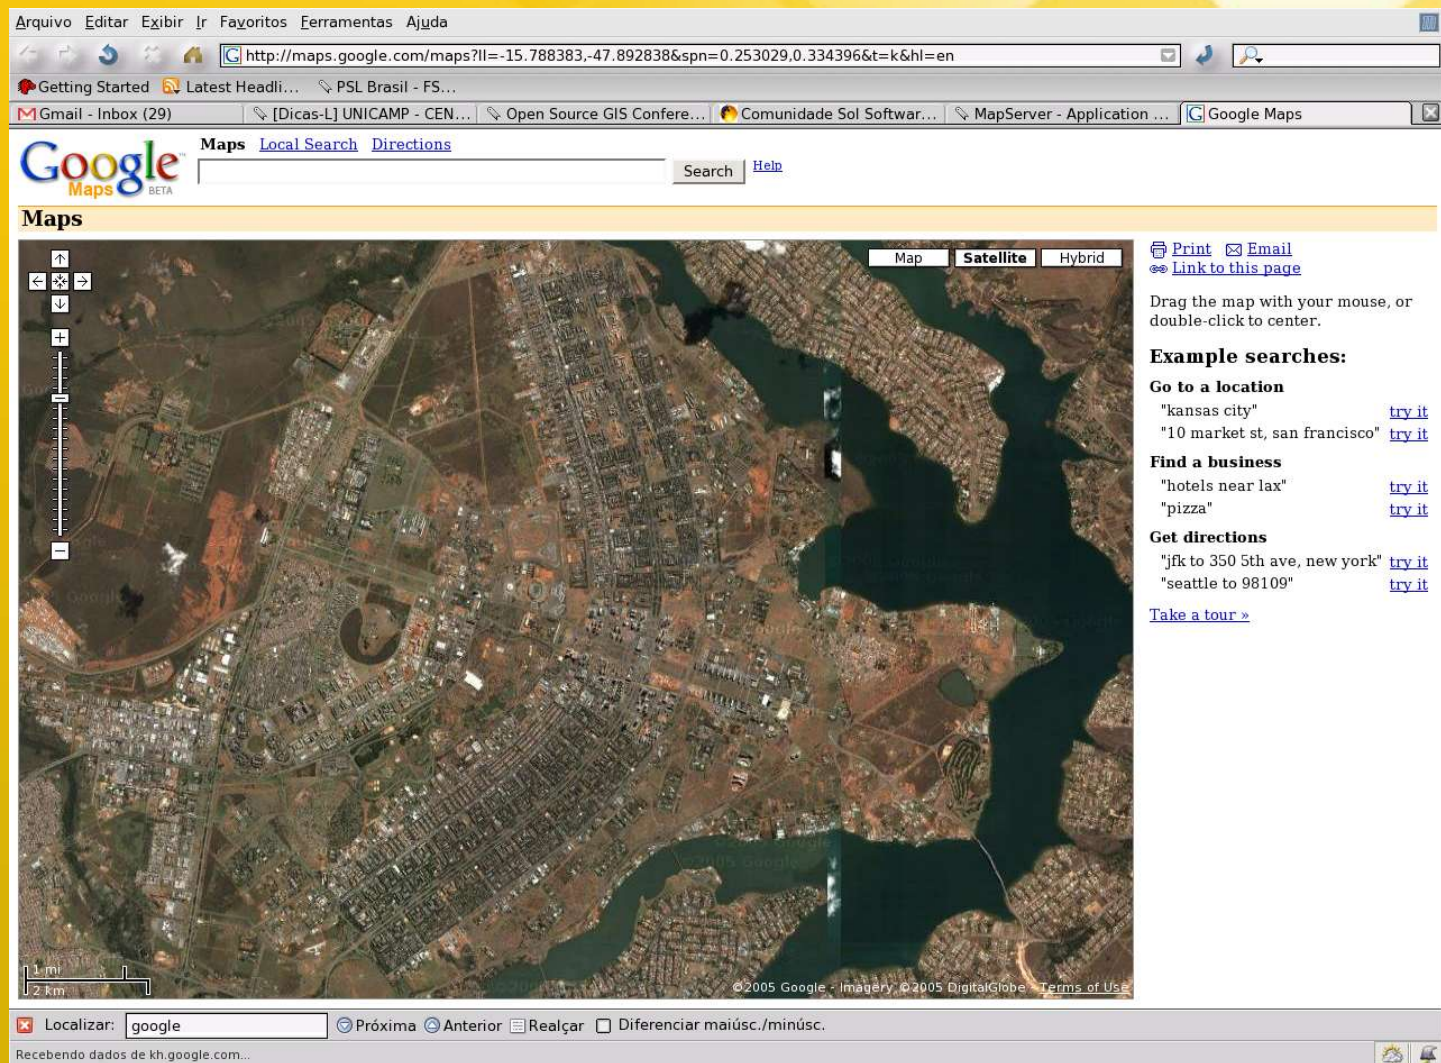 Arquivo Editar Exibir Ir Favoritos Ferramentas Ajuda
http://maps.google.com/maps?ll=-15.788383,-47.892838&spn=0.253029,0.334396&t=k&hl=en
Getting Started Latest Headli... PSL Brasil - FS...
Gmail - Inbox (29) [Dicas-L] UNICAMP - CEN... Open Source GIS Confere... Comunidade Sol Softwar... MapServer - Application ... Google Maps
Maps Local Search Directions
Google Maps BETA
Search Help
Maps
Map Satellite Hybrid
Print Email
Link to this page
Drag the map with your mouse, or
double-click to center.
Example searches:
Go to a location
"kansas city" try it
"10 market st, san francisco" try it
Find a business
"hotels near lax" try it
"pizza" try it
Get directions
"jfk to 350 5th ave, new york" try it
"seattle to 98109" try it
Take a tour »
1 mi
2 km
©2005 Google - Imagery ©2005 DigitalGlobe - Terms of Use
Localizar: google Próxima Anterior Realçar Diferenciar maiúsc./minúsc.
Recebendo dados de kh.google.com...